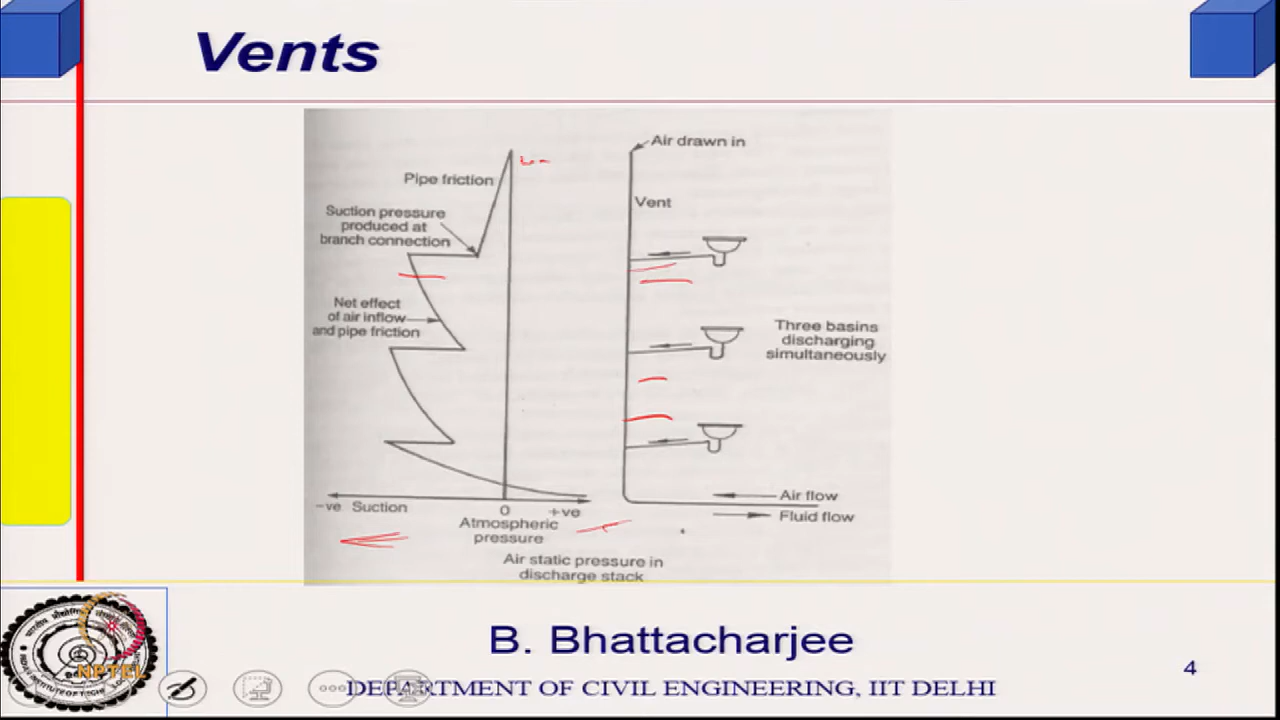 Vents
Air drawn in
Pipe friction
Vent
Suction pressure
produced at
branch connection
Net effect
of air inflow
and pipe friction
Three basins
discharging
simultaneously
Air flow
-ve Suction
0
+ve
Fluid flow
Atmospheric
pressure
Air static pressure in
discharge stack
B. Bhattacharjee
4
NPTEL
DEPARTMENT OF CIVIL ENGINEERING, IIT DELHI